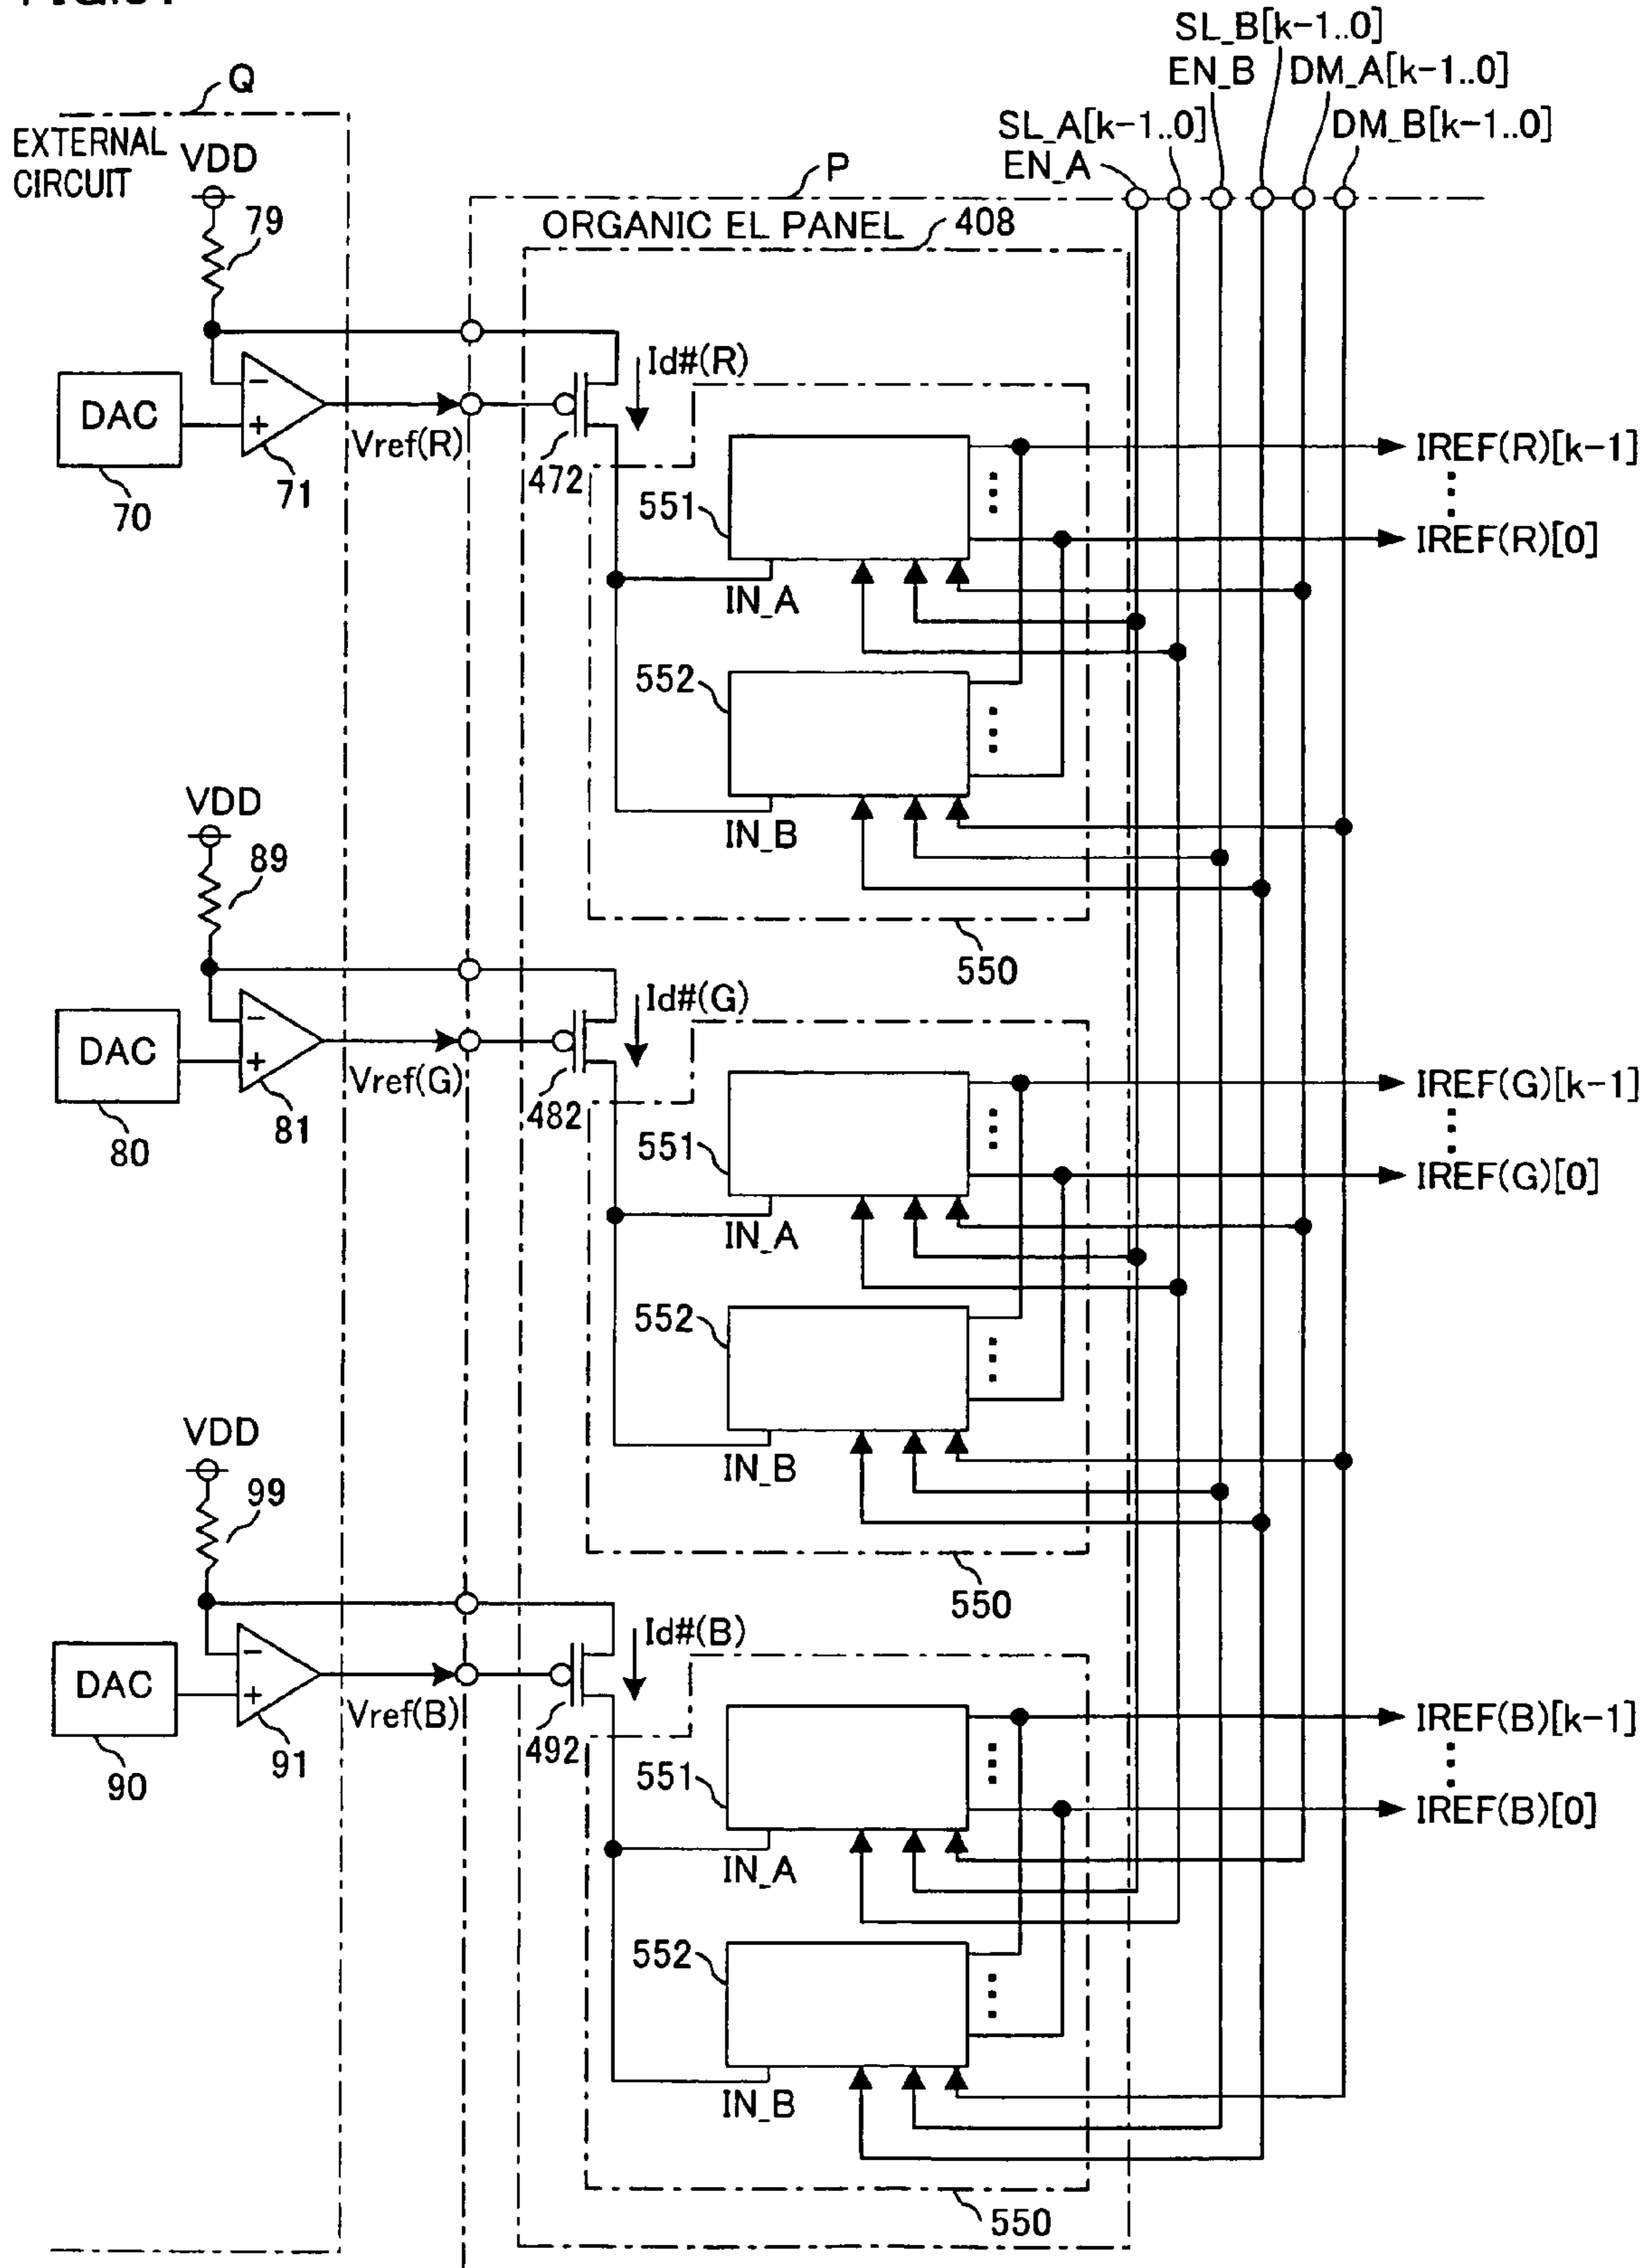 SL_B[k-1..0]
EN_B DM_A[k-1..0]
SL_A[k-1..0] DM_B[k-1..0]
EN_A
Q
EXTERNAL
CIRCUIT
VDD
P
79
ORGANIC EL PANEL 408
Id#(R)
DAC
Vref(R)
70
71
472
551
IREF(R)[k-1]
IREF(R)[0]
IN_A
552
IN_B
550
VDD
89
Id#(G)
DAC
Vref(G)
80
81
482
551
IREF(G)[k-1]
IREF(G)[0]
IN_A
552
IN_B
550
VDD
99
Id#(B)
DAC
Vref(B)
90
91
492
551
IREF(B)[k-1]
IREF(B)[0]
IN_A
552
IN_B
550